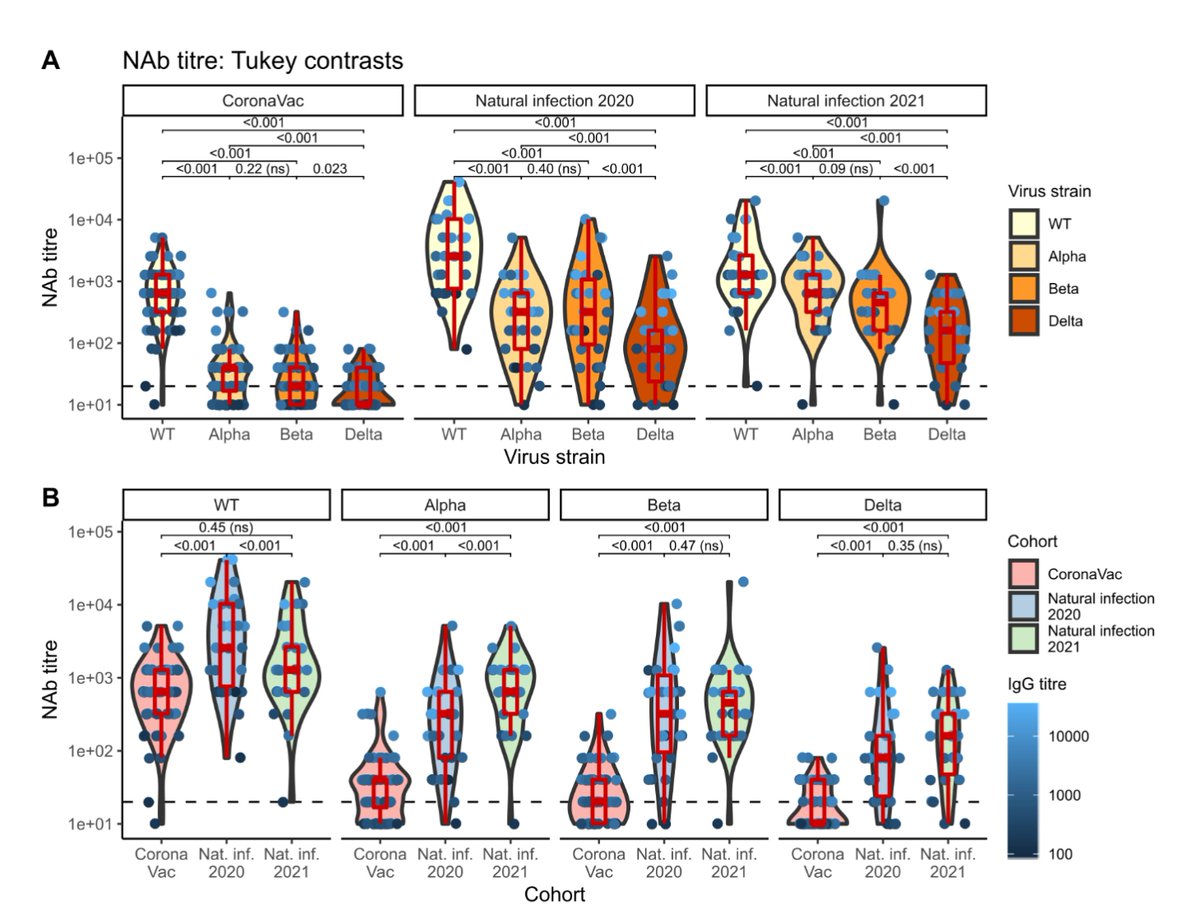 A
NAb titre: Tukey contrasts
CoronaVac
Natural infection 2020
Natural infection 2021
<0.001
<0.001
<0.001
<0.001 0.22 (ns) 0.023
<0.001
<0.001
<0.001
<0.001 0.40 (ns) <0.001
<0.001
<0.001
<0.001
<0.001 0.09 (ns) <0.001
NAb titre
1e+05
1e+04
1e+03
1e+02
1e+01
WT Alpha Beta Delta
WT Alpha Beta Delta
WT Alpha Beta Delta
Virus strain
Virus strain
WT
Alpha
Beta
Delta
B
WT
Alpha
Beta
Delta
0.45 (ns)
<0.001 <0.001
<0.001
<0.001 <0.001
<0.001
<0.001 0.47 (ns)
<0.001
<0.001 0.35 (ns)
NAb titre
1e+05
1e+04
1e+03
1e+02
1e+01
Corona Nat. inf. Nat. inf.
Vac 2020 2021
Corona Nat. inf. Nat. inf.
Vac 2020 2021
Corona Nat. inf. Nat. inf.
Vac 2020 2021
Corona Nat. inf. Nat. inf.
Vac 2020 2021
Cohort
Cohort
CoronaVac
Natural infection
2020
Natural infection
2021
IgG titre
10000
1000
100